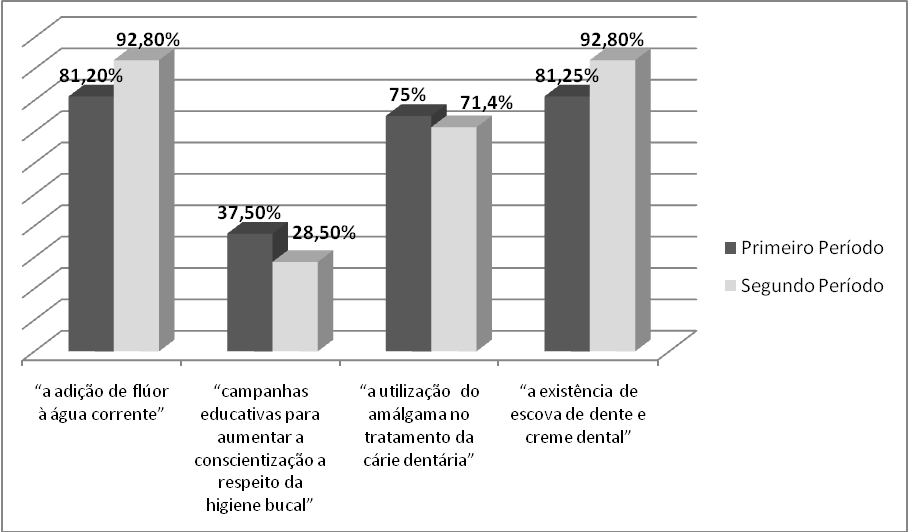 92,80%
92,80%
81,20%
81,25%
75%
71,4%
37,50%
28,50%
Primeiro Período
Segundo Período
“a adição de flúor
à água corrente”
“campanhas
educativas para
aumentar a
conscientização a
respeito da
higiene bucal”
“a utilização do
amálgama no
tratamento da
cárie dentária”
“a existência de
escova de dente e
creme dental”